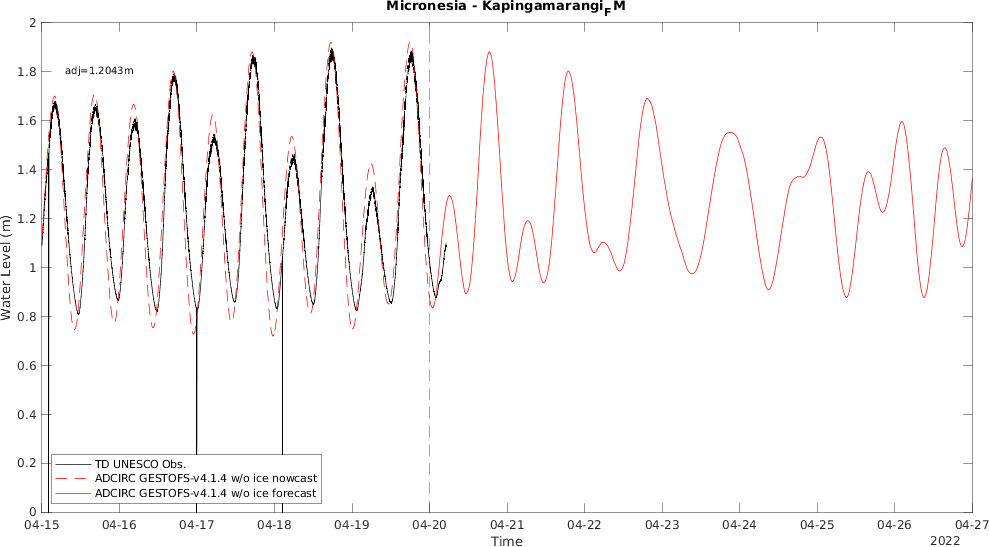 Micronesia - Kapingamarangi_FM
adj=1.2043m
Water Level (m)
2
1.8
1.6
1.4
1.2
1
0.8
0.6
0.4
0.2
0
TD UNESCO Obs.
ADCIRC GESTOFS-v4.1.4 w/o ice nowcast
ADCIRC GESTOFS-v4.1.4 w/o ice forecast
04-15 04-16 04-17 04-18 04-19 04-20 04-21 04-22 04-23 04-24 04-25 04-26 04-27
Time
2022